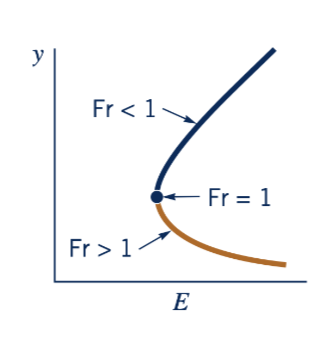 y
Fr < 1
Fr = 1
Fr > 1
E